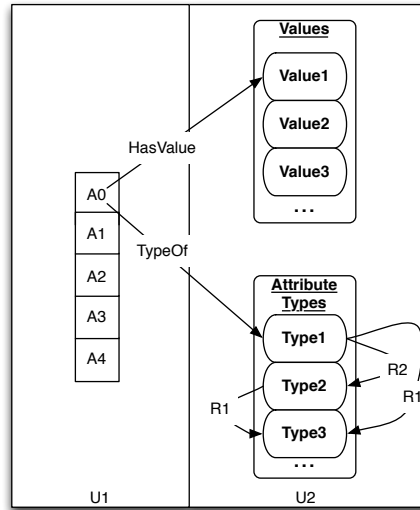 Values
Value1
Value2
Value3
...
HasValue
A0
A1
A2
A3
A4
TypeOf
Attribute
Types
Type1
Type2
Type3
...
R2
R1
R1
U1
U2